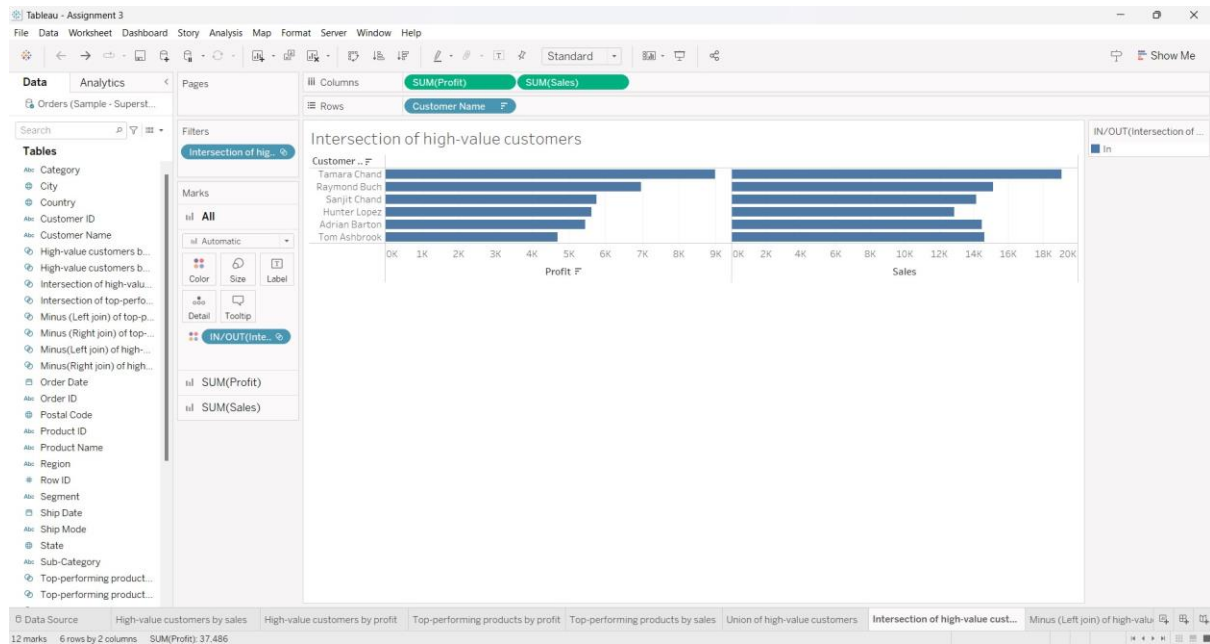 Tableau - Assignment 3
File Data Worksheet Dashboard Story Analysis Map Format Server Window Help
Standard
Show Me
Data Analytics
Orders (Sample - Superst...
Search
Tables
Abc Category
City
Country
Abc Customer ID
Abc Customer Name
High-value customers b...
High-value customers b...
Intersection of high-valu...
Intersection of top-perfo...
Minus (Left join) of top-p...
Minus (Right join) of top-...
Minus(Left join) of high-...
Minus(Right join) of high...
Order Date
Abc Order ID
Postal Code
Abc Product ID
Abc Product Name
Abc Region
# Row ID
Abc Segment
Ship Date
Abc Ship Mode
State
Abc Sub-Category
Top-performing product...
Top-performing product...
Pages
Filters
Intersection of hig..
Marks
All
Automatic
Color Size Label
Detail Tooltip
IN/OUT(Inte..
SUM(Profit)
SUM(Sales)
Columns SUM(Profit) SUM(Sales)
Rows Customer Name
Intersection of high-value customers
Customer ..
Tamara Chand
Raymond Buch
Sanjit Chand
Hunter Lopez
Adrian Barton
Tom Ashbrook
0K 1K 2K 3K 4K 5K 6K 7K 8K 9K 0K 2K 4K 6K 8K 10K 12K 14K 16K 18K 20K
Profit Sales
IN/OUT(Intersection of ...
In
Data Source High-value customers by sales High-value customers by profit Top-performing products by profit Top-performing products by sales Union of high-value customers Intersection of high-value cust... Minus (Left join) of high-valu
12 marks 6 rows by 2 columns SUM(Profit): 37.486